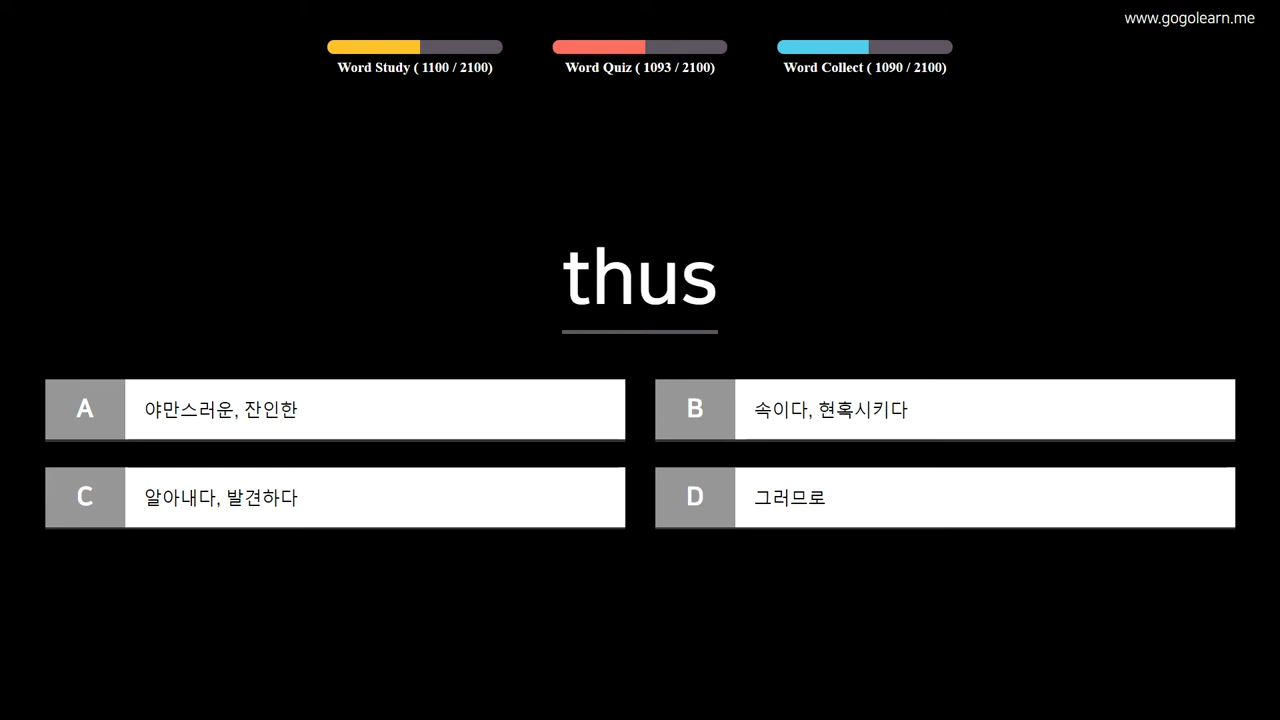 www.gogolearn.me
Word Study ( 1100 / 2100)
Word Quiz ( 1093 / 2100)
Word Collect ( 1090 / 2100)
thus
A 야만스러운, 잔인한
B 속이다, 현혹시키다
C 알아내다, 발견하다
D 그러므로